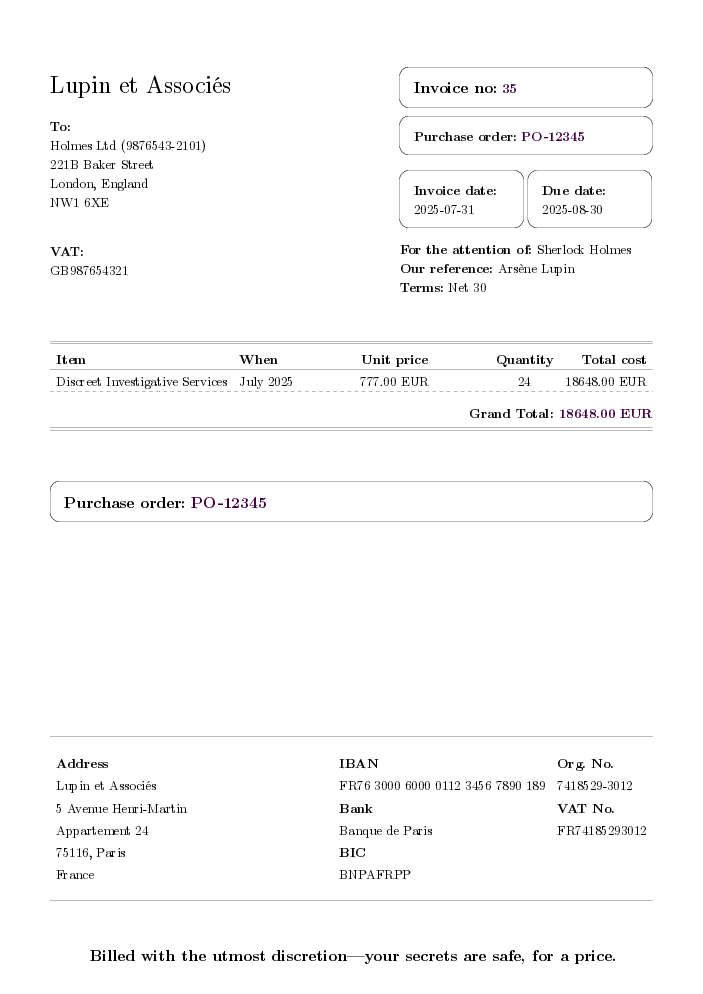 Lupin et Associés
To:
Holmes Ltd (9876543-2101)
221B Baker Street
London, England
NW1 6XE
VAT:
GB987654321
Invoice no: 35
Purchase order: PO-12345
Invoice date: Due date:
2025-07-31 2025-08-30
For the attention of: Sherlock Holmes
Our reference: Arsène Lupin
Terms: Net 30
Item When Unit price Quantity Total cost
Discreet Investigative Services July 2025 777.00 EUR 24 18648.00 EUR
Grand Total: 18648.00 EUR
Purchase order: PO-12345
Address
Lupin et Associés
5 Avenue Henri-Martin
Appartement 24
75116, Paris
France
IBAN
FR76 3000 6000 0112 3456 7890 189
Bank
Banque de Paris
BIC
BNPAFRPP
Org. No.
7418529-3012
VAT No.
FR74185293012
Billed with the utmost discretion—your secrets are safe, for a price.